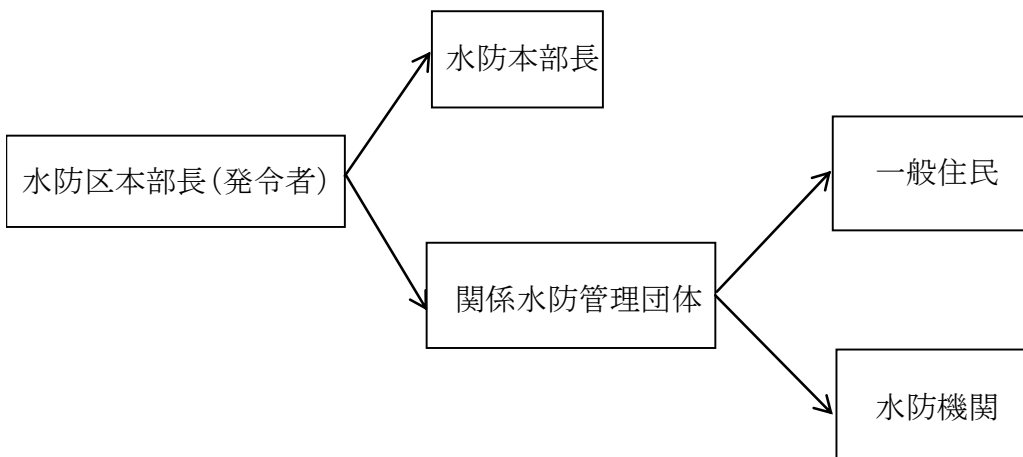 水防本部長
水防区本部長(発令者)
一般住民
関係水防管理団体
水防機関